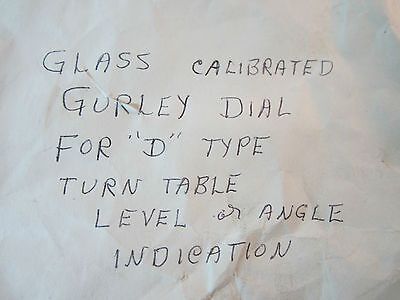 GLASS CALIBRATED
GURLEY DIAL
FOR "D" TYPE
TURN TABLE
LEVEL or ANGLE
INDICATION